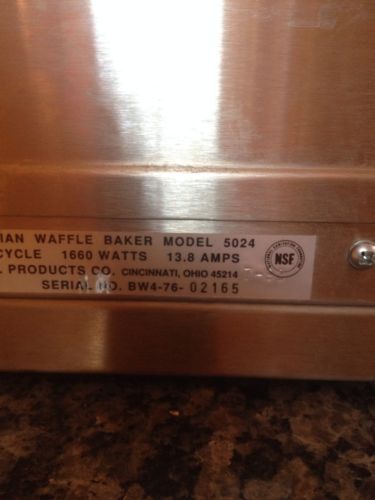 IAN WAFFLE BAKER MODEL 5024
CYCLE 1660 WATTS 13.8 AMPS
L PRODUCTS CO. CINCINNATI, OHIO 45214
SERIAL NO. BW4-76-02165
NSF